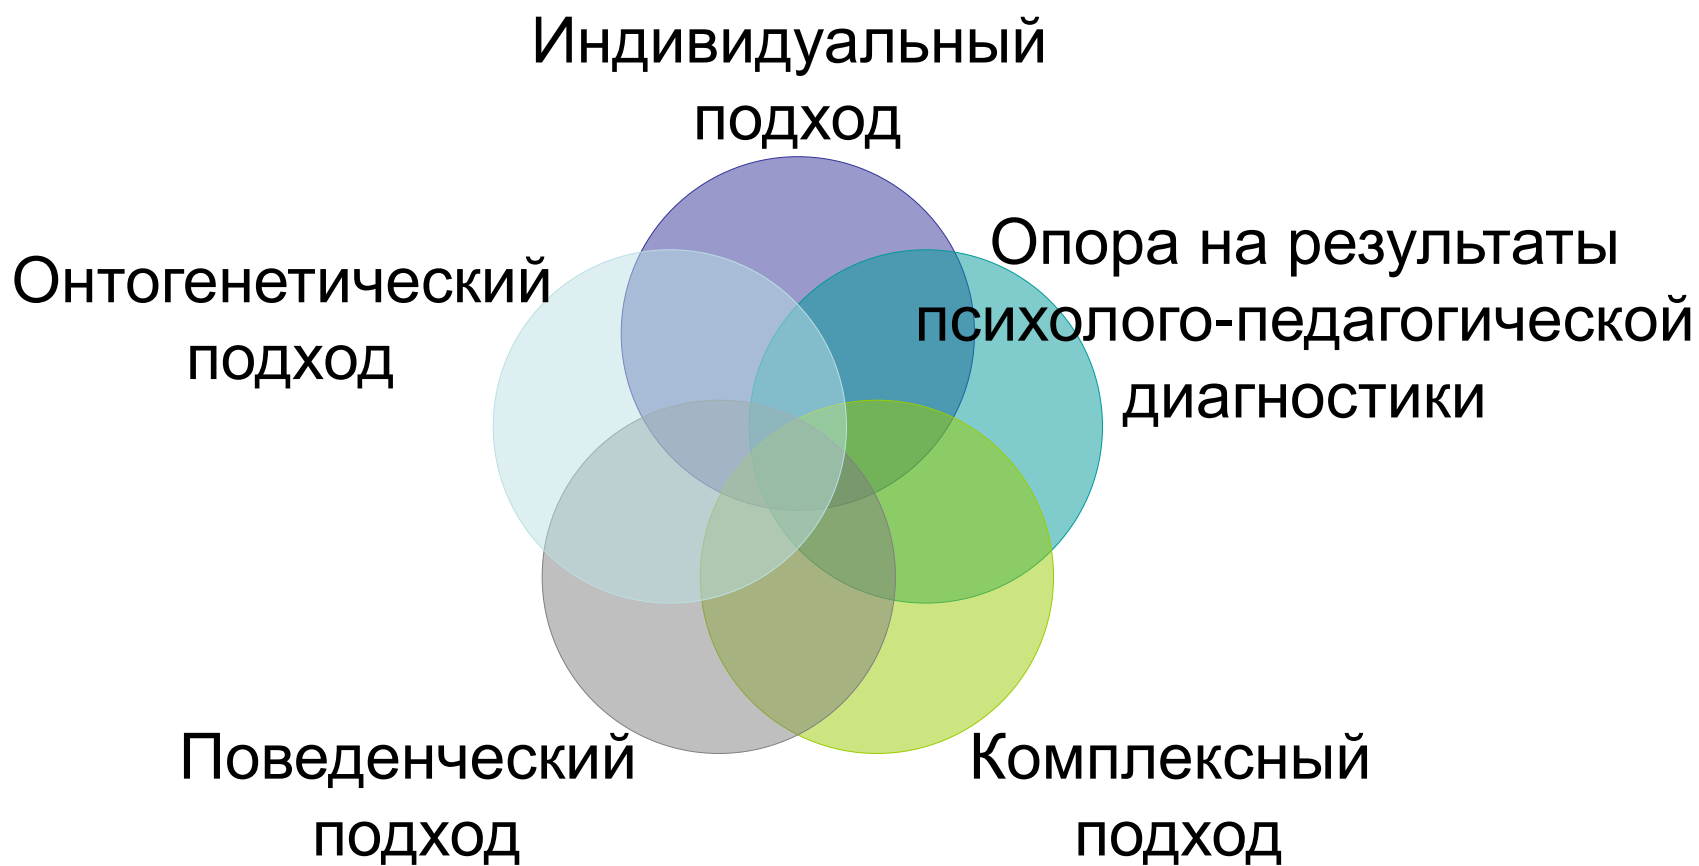 Индивидуальный
подход
Опора на результаты
психолого-педагогической
диагностики
Онтогенетический
подход
Поведенческий
подход
Комплексный
подход